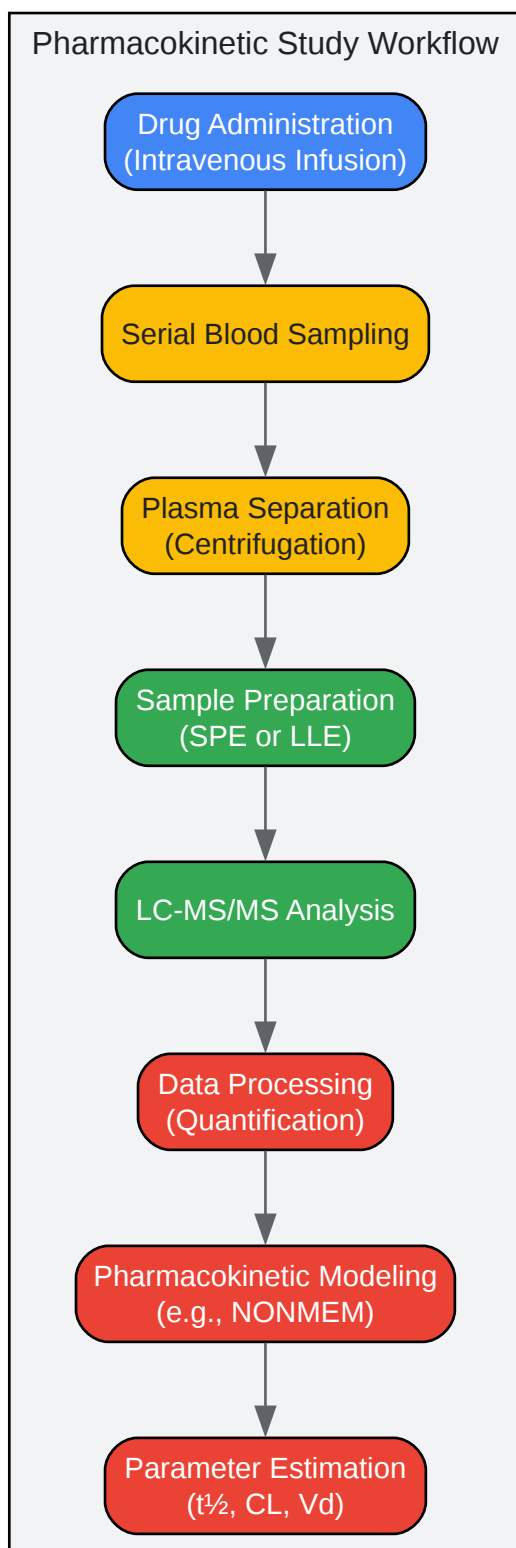 Pharmacokinetic Study Workflow
Drug Administration
(Intravenous Infusion)
Serial Blood Sampling
Plasma Separation
(Centrifugation)
Sample Preparation
(SPE or LLE)
LC-MS/MS Analysis
Data Processing
(Quantification)
Pharmacokinetic Modeling
(e.g., NONMEM)
Parameter Estimation
(t½, CL, Vd)